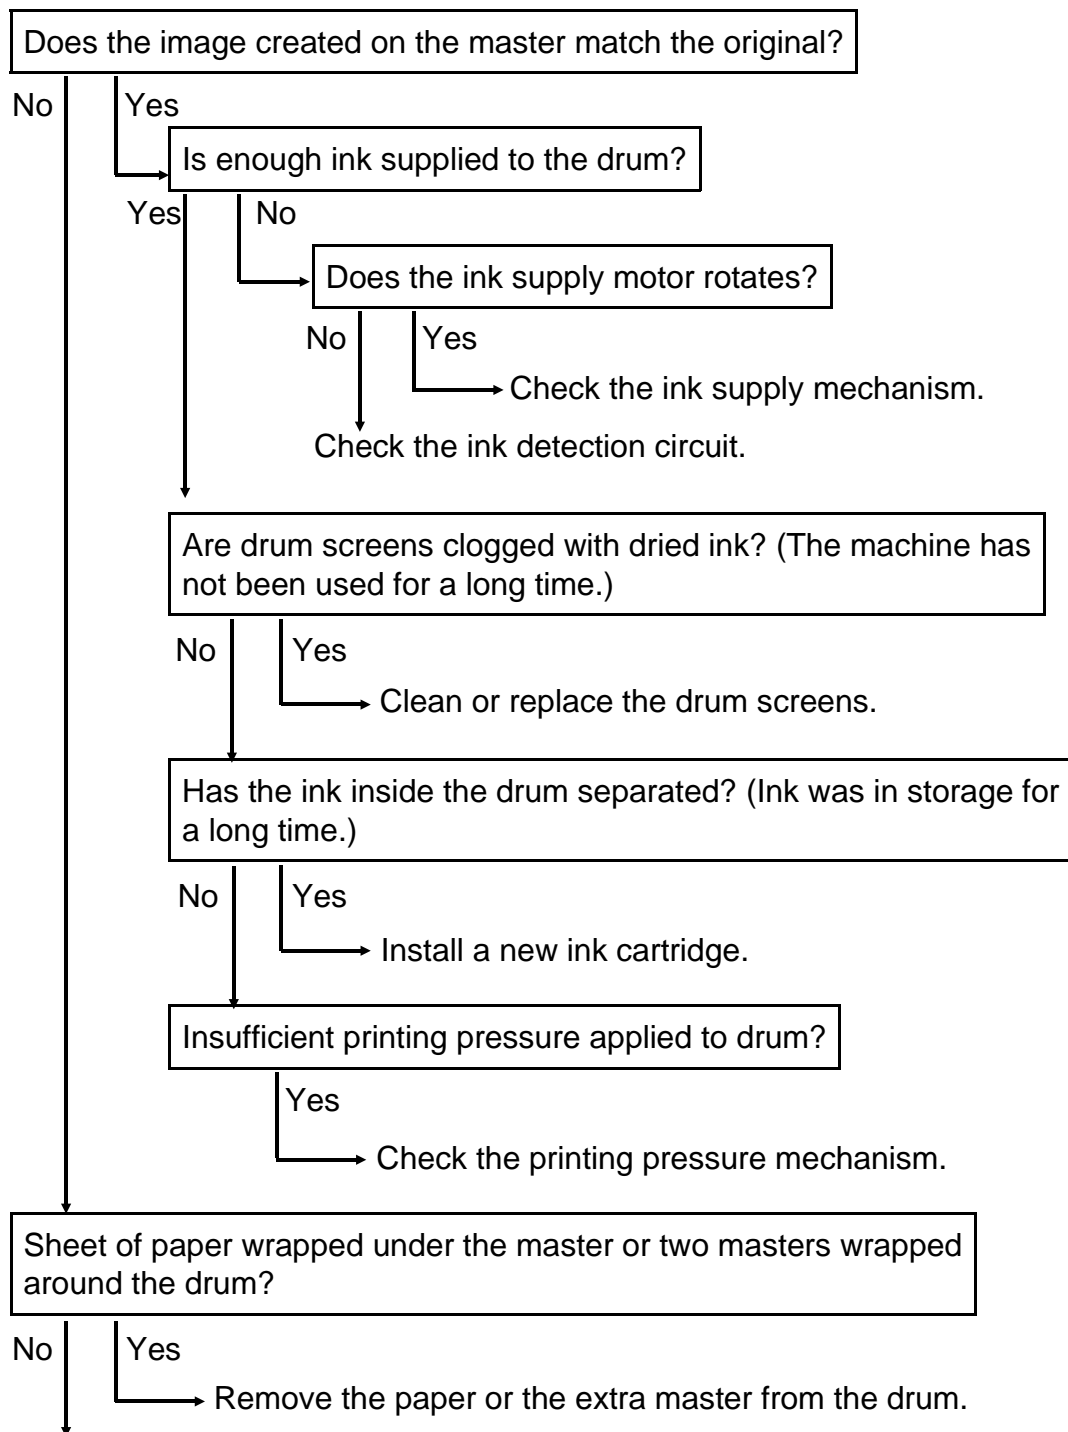 Does the image created on the master match the original?
No
Yes
Is enough ink supplied to the drum?
Yes
No
Does the ink supply motor rotates?
No
Yes
Check the ink supply mechanism.
Check the ink detection circuit.
Are drum screens clogged with dried ink? (The machine has
not been used for a long time.)
No
Yes
Clean or replace the drum screens.
Has the ink inside the drum separated? (Ink was in storage for
a long time.)
No
Yes
Install a new ink cartridge.
Insufficient printing pressure applied to drum?
Yes
Check the printing pressure mechanism.
Sheet of paper wrapped under the master or two masters wrapped
around the drum?
No
Yes
Remove the paper or the extra master from the drum.